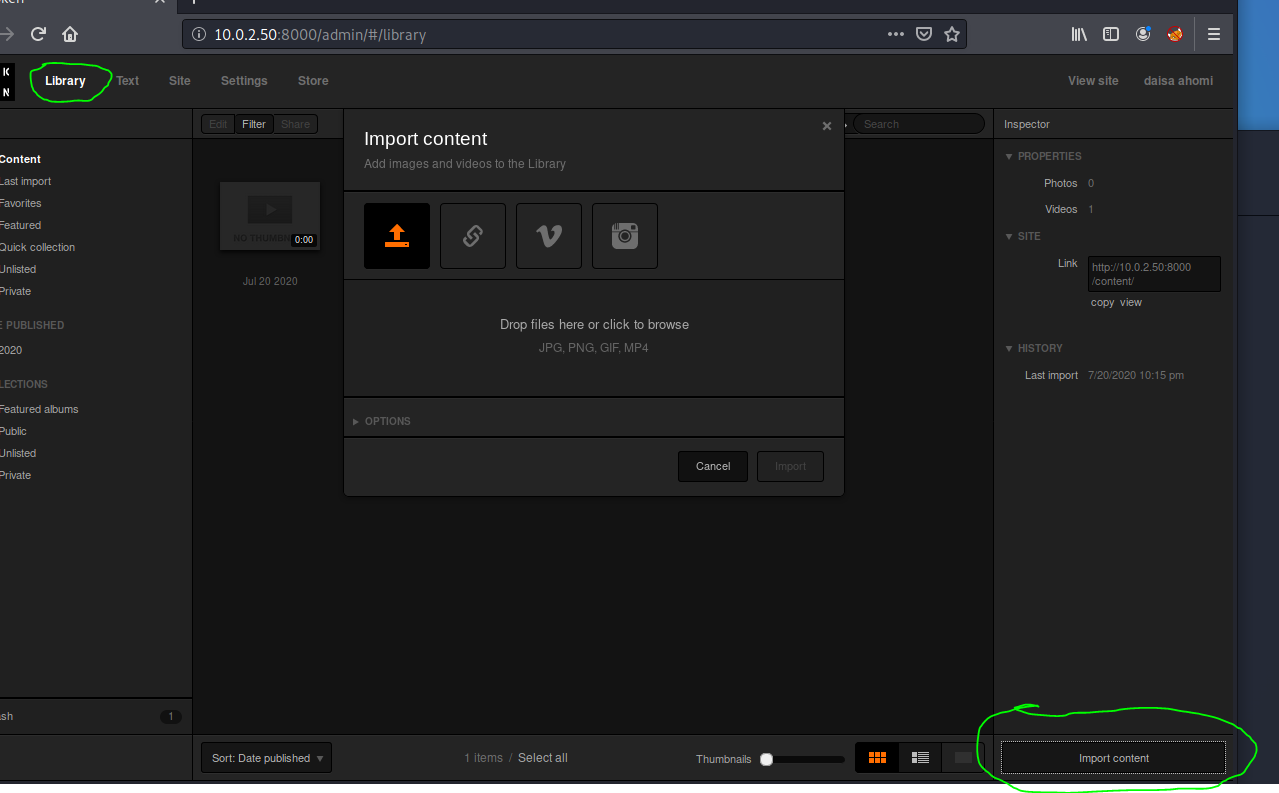 10.0.2.50:8000/admin/#/library
K
N
Library Text Site Settings Store View site daisa ahomi
Edit Filter Share
Search
Inspector
Content
Last import
Favorites
Featured
Quick collection
Unlisted
Private
E PUBLISHED
2020
LECTIONS
Featured albums
Public
Unlisted
Private
ash
1
NO THUMBN
0:00
Jul 20 2020
Import content
×
Add images and videos to the Library
Drop files here or click to browse
JPG, PNG, GIF, MP4
OPTIONS
Cancel Import
PROPERTIES
Photos 0
Videos 1
SITE
Link http://10.0.2.50:8000
/content/
copy view
HISTORY
Last import 7/20/2020 10:15 pm
Sort: Date published 1 items / Select all Thumbnails
Import content